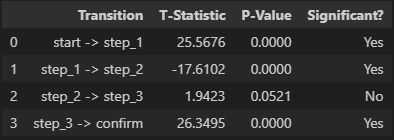 Transition T-Statistic P-Value Significant?
0 start -> step_1 25.5676 0.0000 Yes
1 step_1 -> step_2 -17.6102 0.0000 Yes
2 step_2 -> step_3 1.9423 0.0521 No
3 step_3 -> confirm 26.3495 0.0000 Yes